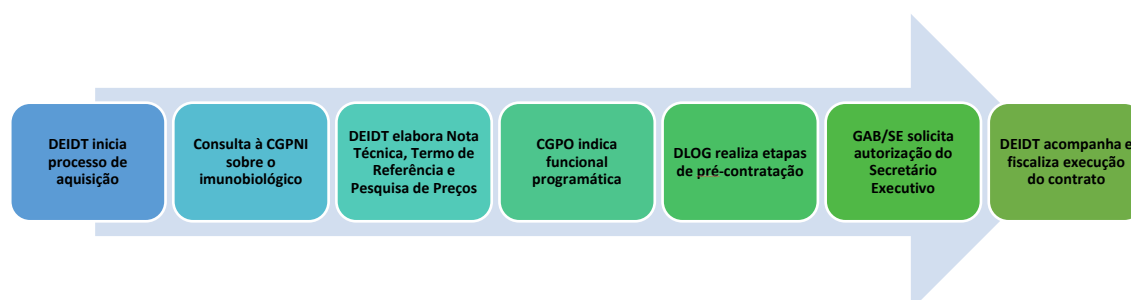 DEIDT inicia
processo de
aquisição
Consulta à CGPNI
sobre o
imunobiológico
DEIDT elabora Nota
Técnica, Termo de
Referência e
Pesquisa de Preços
CGPO indica
funcional
programática
DLOG realiza etapas
de pré-contratação
GAB/SE solicita
autorização do
Secretário
Executivo
DEIDT acompanha e
fiscaliza execução
do contrato